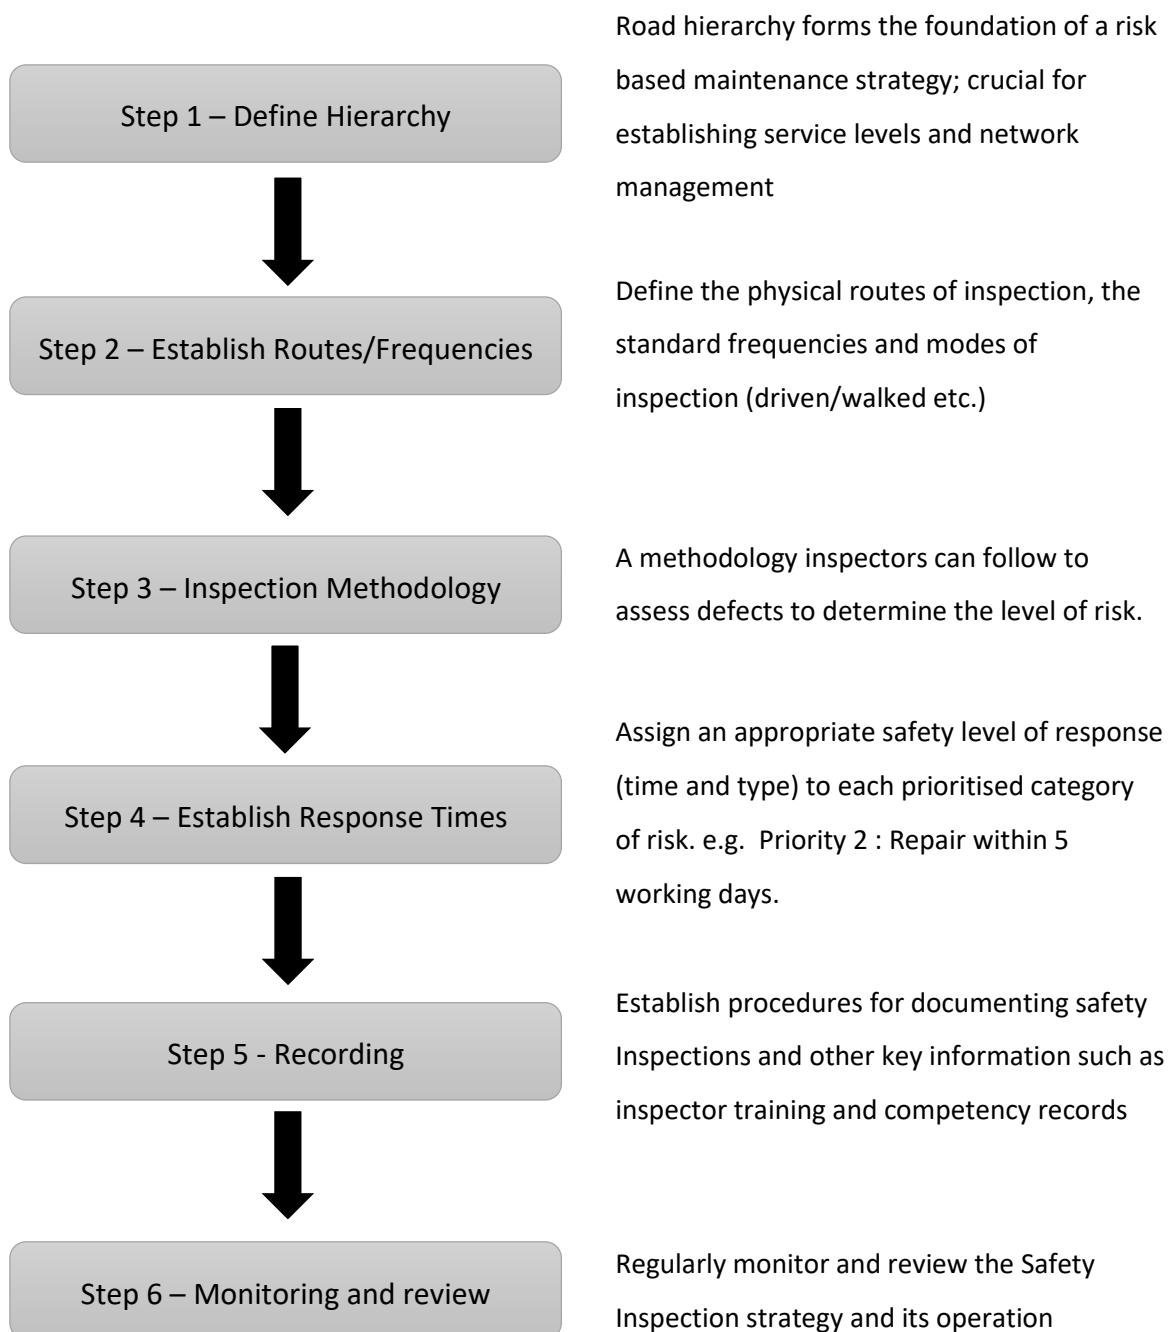 Road hierarchy forms the foundation of a risk
based maintenance strategy; crucial for
establishing service levels and network
management
Step 1 – Define Hierarchy
Define the physical routes of inspection, the
standard frequencies and modes of
inspection (driven/walked etc.)
Step 2 – Establish Routes/Frequencies
A methodology inspectors can follow to
assess defects to determine the level of risk.
Step 3 – Inspection Methodology
Assign an appropriate safety level of response
(time and type) to each prioritised category
of risk. e.g.  Priority 2 : Repair within 5
working days.
Step 4 – Establish Response Times
Establish procedures for documenting safety
Inspections and other key information such as
inspector training and competency records
Step 5 - Recording
Regularly monitor and review the Safety
Inspection strategy and its operation
Step 6 – Monitoring and review